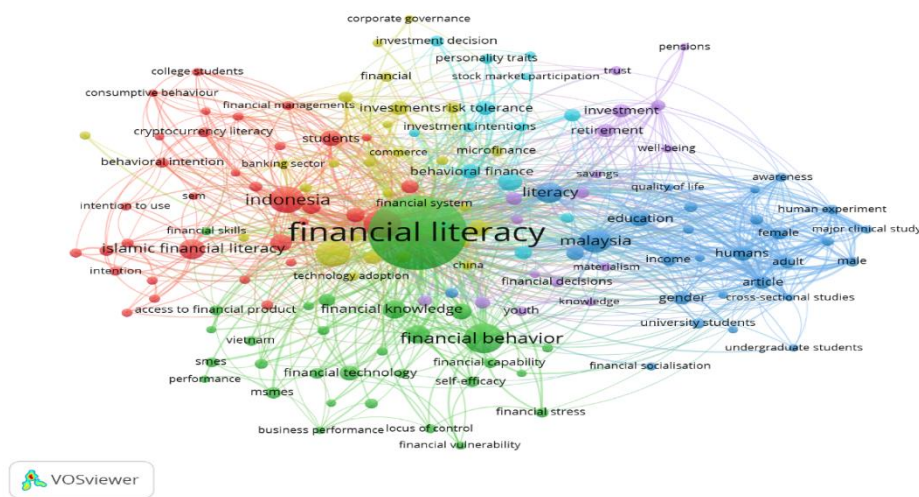 corporate governance
investment decision
pensions
personality traits
college students
financial
stock market participation
trust
consumptive behaviour
financial managements
investments
risk tolerance
investment
cryptocurrency literacy
students
investment intentions
retirement
commerce
microfinance
well-being
behavioral intention
banking sector
behavioral finance
savings
awareness
sem
indonesia
literacy
quality of life
intention to use
financial system
education
human experiment
financial skills
financial literacy
malaysia
female
major clinical study
islamic financial literacy
income
humans
adult
male
intention
technology adoption
china
materialism
financial decisions
article
access to financial product
financial knowledge
youth
knowledge
gender
cross-sectional studies
university students
vietnam
financial behavior
undergraduate students
smes
financial capability
financial socialisation
performance
financial technology
self-efficacy
msmes
financial stress
business performance
locus of control
financial vulnerability
VOSviewer